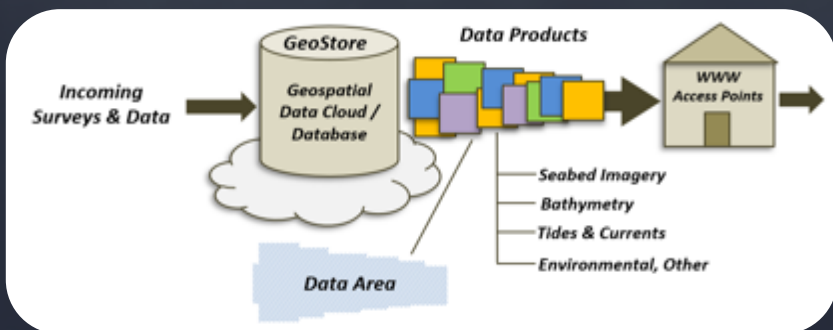 GeoStore
Data Products
Incoming
Surveys & Data
Geospatial
Data Cloud /
Database
WWW
Access Points
Seabed Imagery
Bathymetry
Tides & Currents
Environmental, Other
Data Area